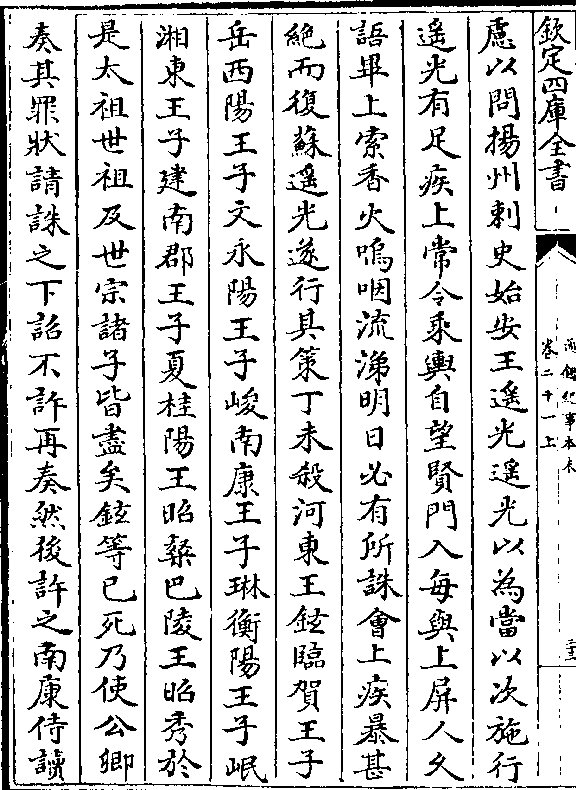 欽定四庫全書
通鑑紀事本末
卷二十一上
慮以問揚州刺史始安王遥光遥光以為當以次施行
遥光有足疾上常令乘輿自望賢門入每與上屏人久
語畢上索香火嗚咽流涕明日必有所誅會上疾暴甚
絶而復蘇遥光遂行其策丁未殺河東王鉉臨賀王子
岳西陽王子文永陽王子峻南康王子琳衡陽王子岷
湘東王子建南郡王子夏桂陽王昭粲巴陵王昭秀於
是太祖世祖及世宗諸子皆盡矣鉉等已死乃使公卿
奏其罪狀請誅之下詔不許再奏然後許之南康侍讀